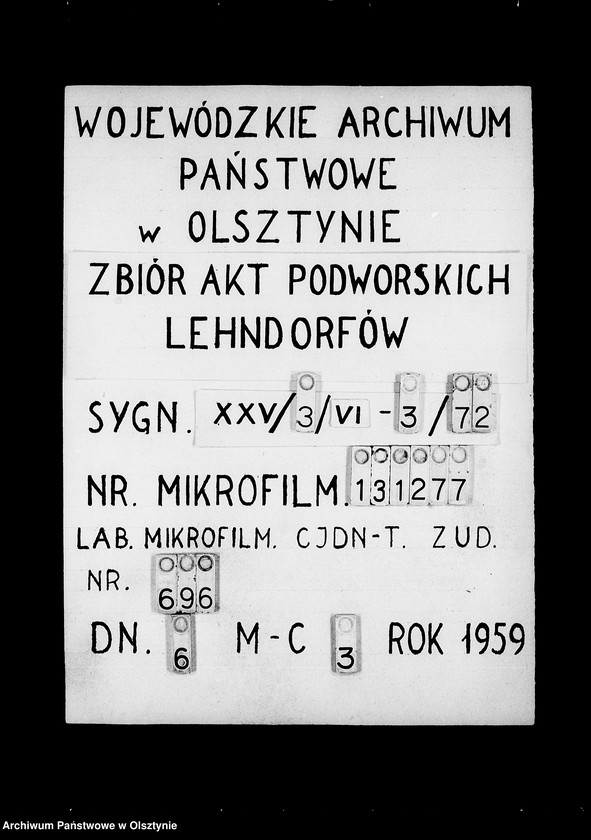 WOJEWÓDZKIE ARCHIWUM
PAŃSTWOWE
w OLSZTYNIE
ZBIÓR AKT PODWORSKICH
LEHNDORFÓW
SYGN. XXV/3/VI-3/72
NR. MIKROFILM. 131277
LAB. MIKROFILM. CJDN-T. ZUD.
NR. 696
DN. 6 M-C 3 ROK 1959
Archiwum Państwowe w Olsztynie